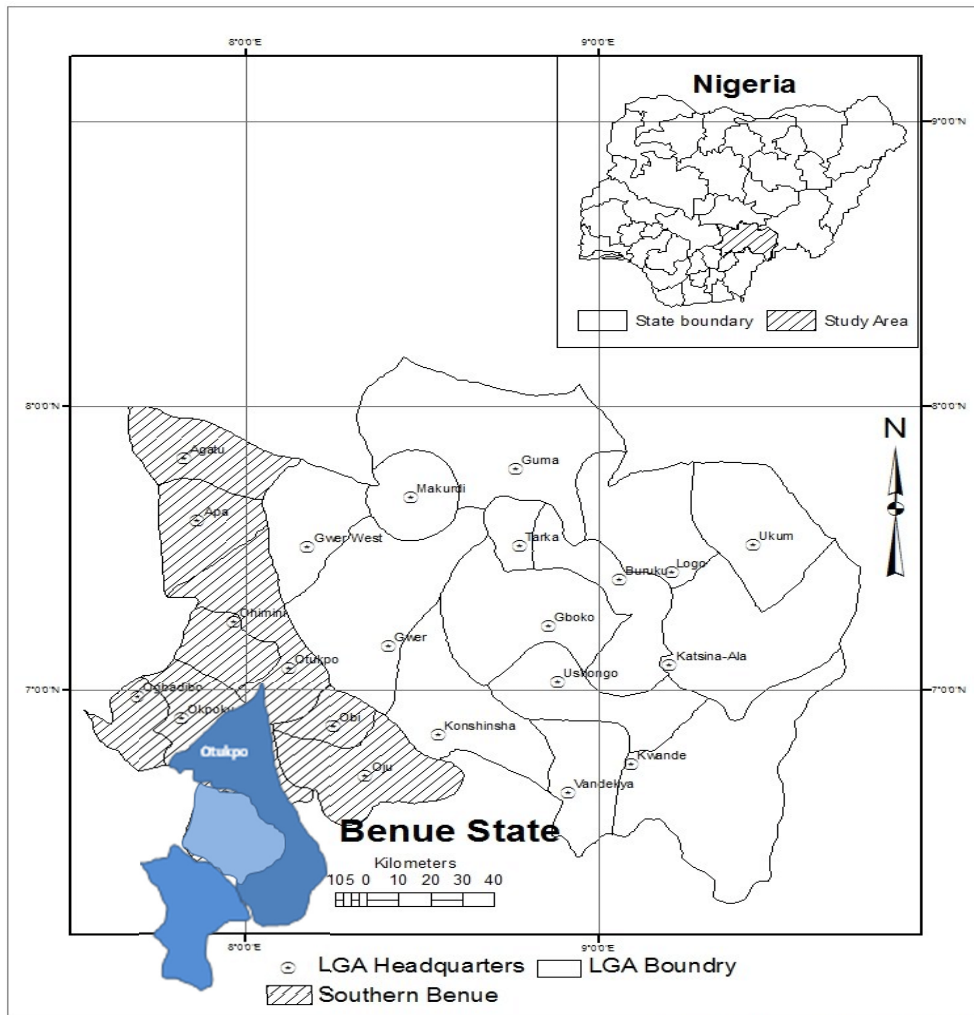 8°0'0"E 9°0'0"E
Nigeria
9°0'0"N
State boundary Study Area
8°0'0"N 8°0'0"N
N
Agatu
Guma
Makurdi
Apa
Gwer West
Tarka
Ukum
Buruku
Logo
Ohimini
Gboko
Gwer
Otukpo
Katsina-Ala
Ushongo
7°0'0"N 7°0'0"N
Ogbadibo
Okpoku
Obi
Konshinsha
Otukpo
Oju
Kwande
Vandekya
Benue State
Kilometers
10 5 0 10 20 30 40
8°0'0"E 9°0'0"E
LGA Headquarters LGA Boundry
Southern Benue